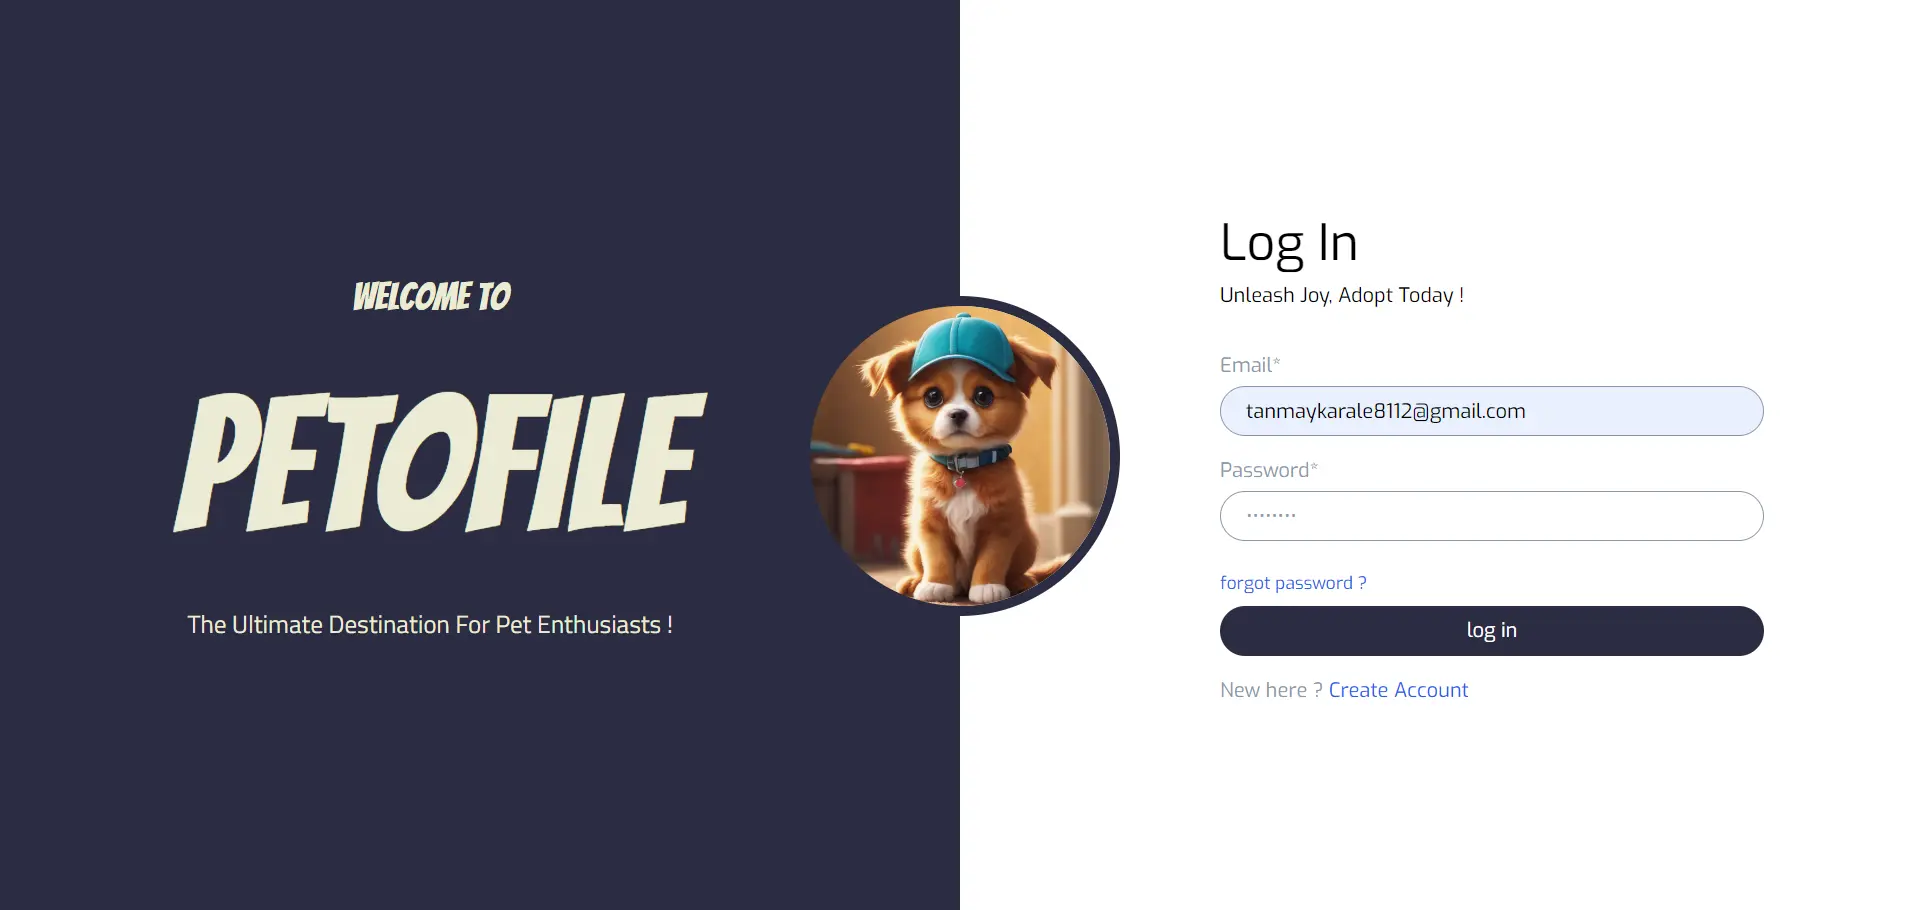 WELCOME TO
PETOFILE
The Ultimate Destination For Pet Enthusiasts !
Log In
Unleash Joy, Adopt Today !
Email*
tanmaykarale8112@gmail.com
Password*
••••••••
forgot password ?
log in
New here ? Create Account